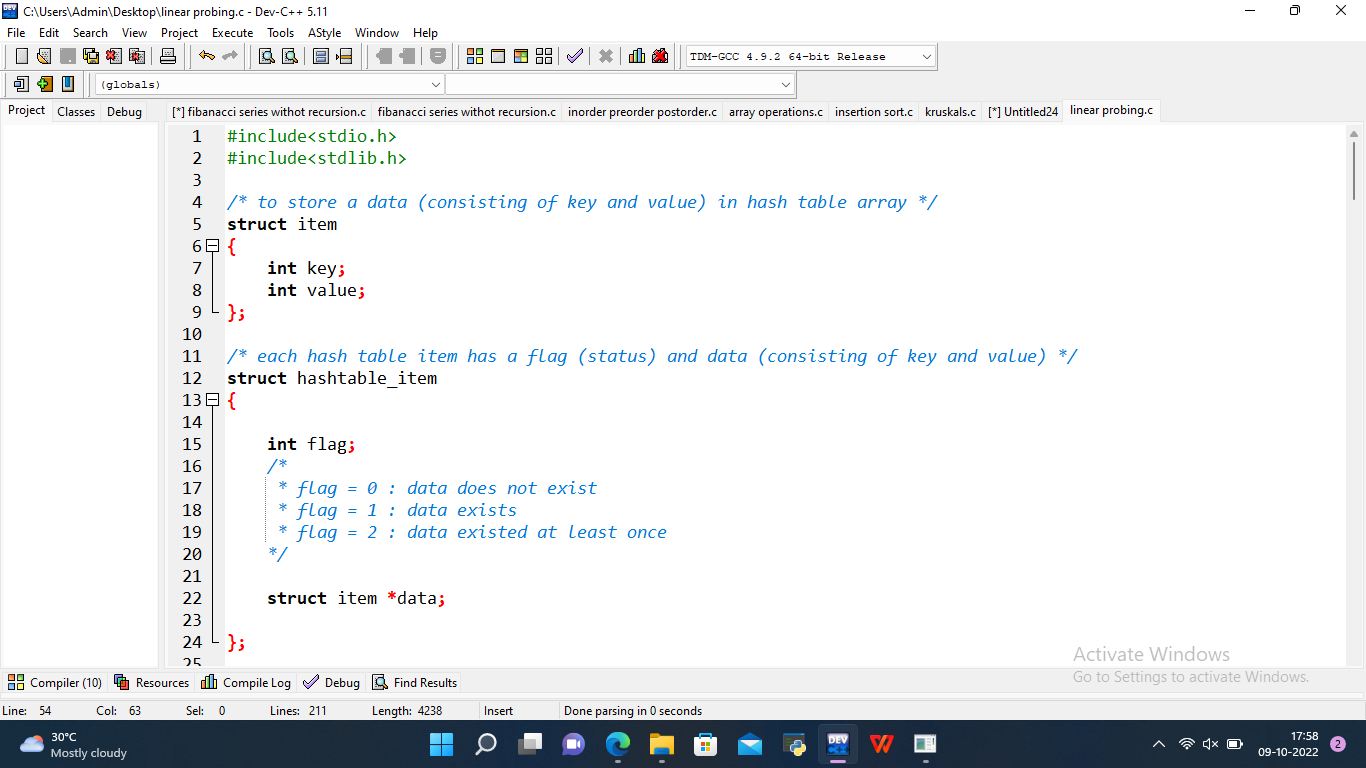 C:\Users\Admin\Desktop\linear probing.c - Dev-C++ 5.11
File Edit Search View Project Execute Tools AStyle Window Help
TDM-GCC 4.9.2 64-bit Release
(globals)
Project Classes Debug
[*] fibanacci series withot recursion.c fibanacci series withot recursion.c inorder preorder postorder.c array operations.c insertion sort.c kruskals.c [*] Untitled24 linear probing.c
1 #include<stdio.h>
2 #include<stdlib.h>
3
4 /* to store a data (consisting of key and value) in hash table array */
5 struct item
6 {
7 int key;
8 int value;
9 };
10
11 /* each hash table item has a flag (status) and data (consisting of key and value) */
12 struct hashtable_item
13 {
14
15 int flag;
16 /*
17 * flag = 0 : data does not exist
18 * flag = 1 : data exists
19 * flag = 2 : data existed at least once
20 */
21
22 struct item *data;
23
24 };
25
Activate Windows
Go to Settings to activate Windows.
Compiler (10) Resources Compile Log Debug Find Results
Line: 54 Col: 63 Sel: 0 Lines: 211 Length: 4238 Insert Done parsing in 0 seconds
30°C
Mostly cloudy
DEV
17:58
09-10-2022
2